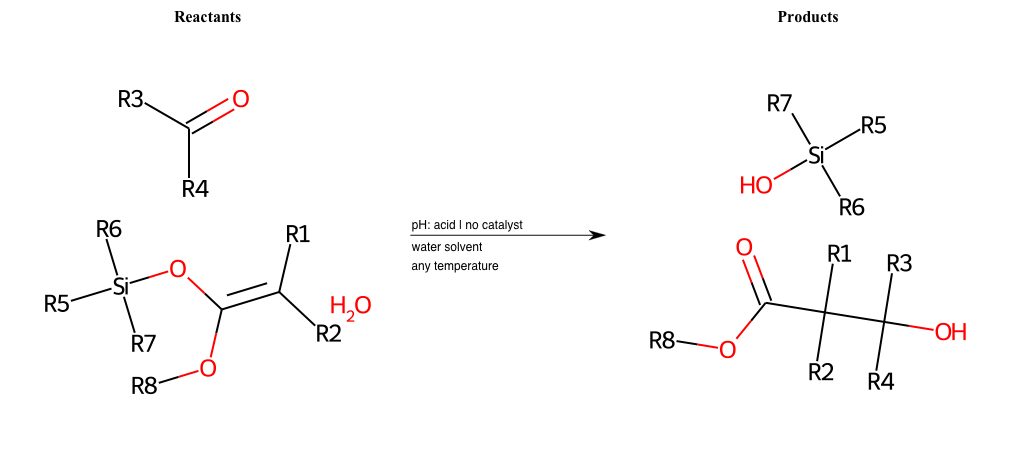 Reactants
Products
R3
O
R4
R6
Si
O
R1
R5
R7
R2
H2O
O
R8
pH: acid | no catalyst
water solvent
any temperature
R7
R5
Si
HO
R6
O
R1
R3
R8
O
OH
R2
R4